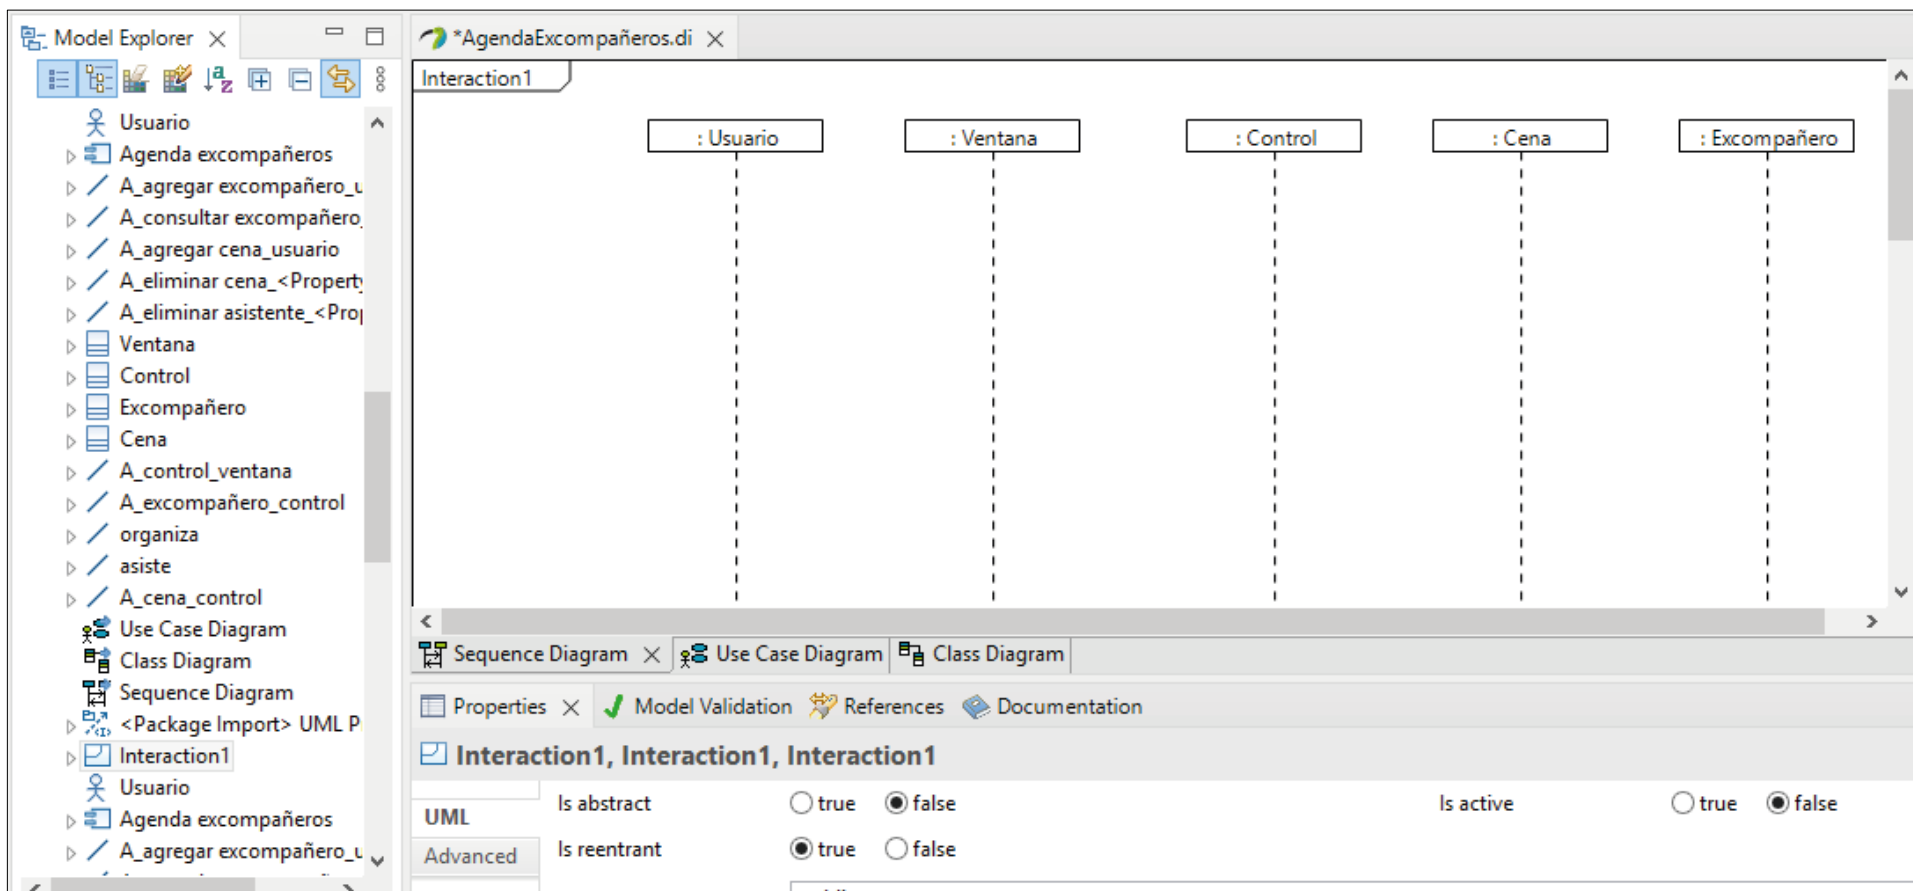 Model Explorer
Usuario
Agenda excompañeros
A_agregar excompañero_u
A_consultar excompañero_
A_agregar cena_usuario
A_eliminar cena_<Property
A_eliminar asistente_<Prop
Ventana
Control
Excompañero
Cena
A_control_ventana
A_excompañero_control
organiza
asiste
A_cena_control
Use Case Diagram
Class Diagram
Sequence Diagram
<Package Import> UML P
Interaction1
Usuario
Agenda excompañeros
A_agregar excompañero_u
*AgendaExcompañeros.di
Interaction1
: Usuario
: Ventana
: Control
: Cena
: Excompañero
Sequence Diagram
Use Case Diagram
Class Diagram
Properties
Model Validation
References
Documentation
Interaction1, Interaction1, Interaction1
UML
Advanced
Is abstract
true
false
Is active
true
false
Is reentrant
true
false